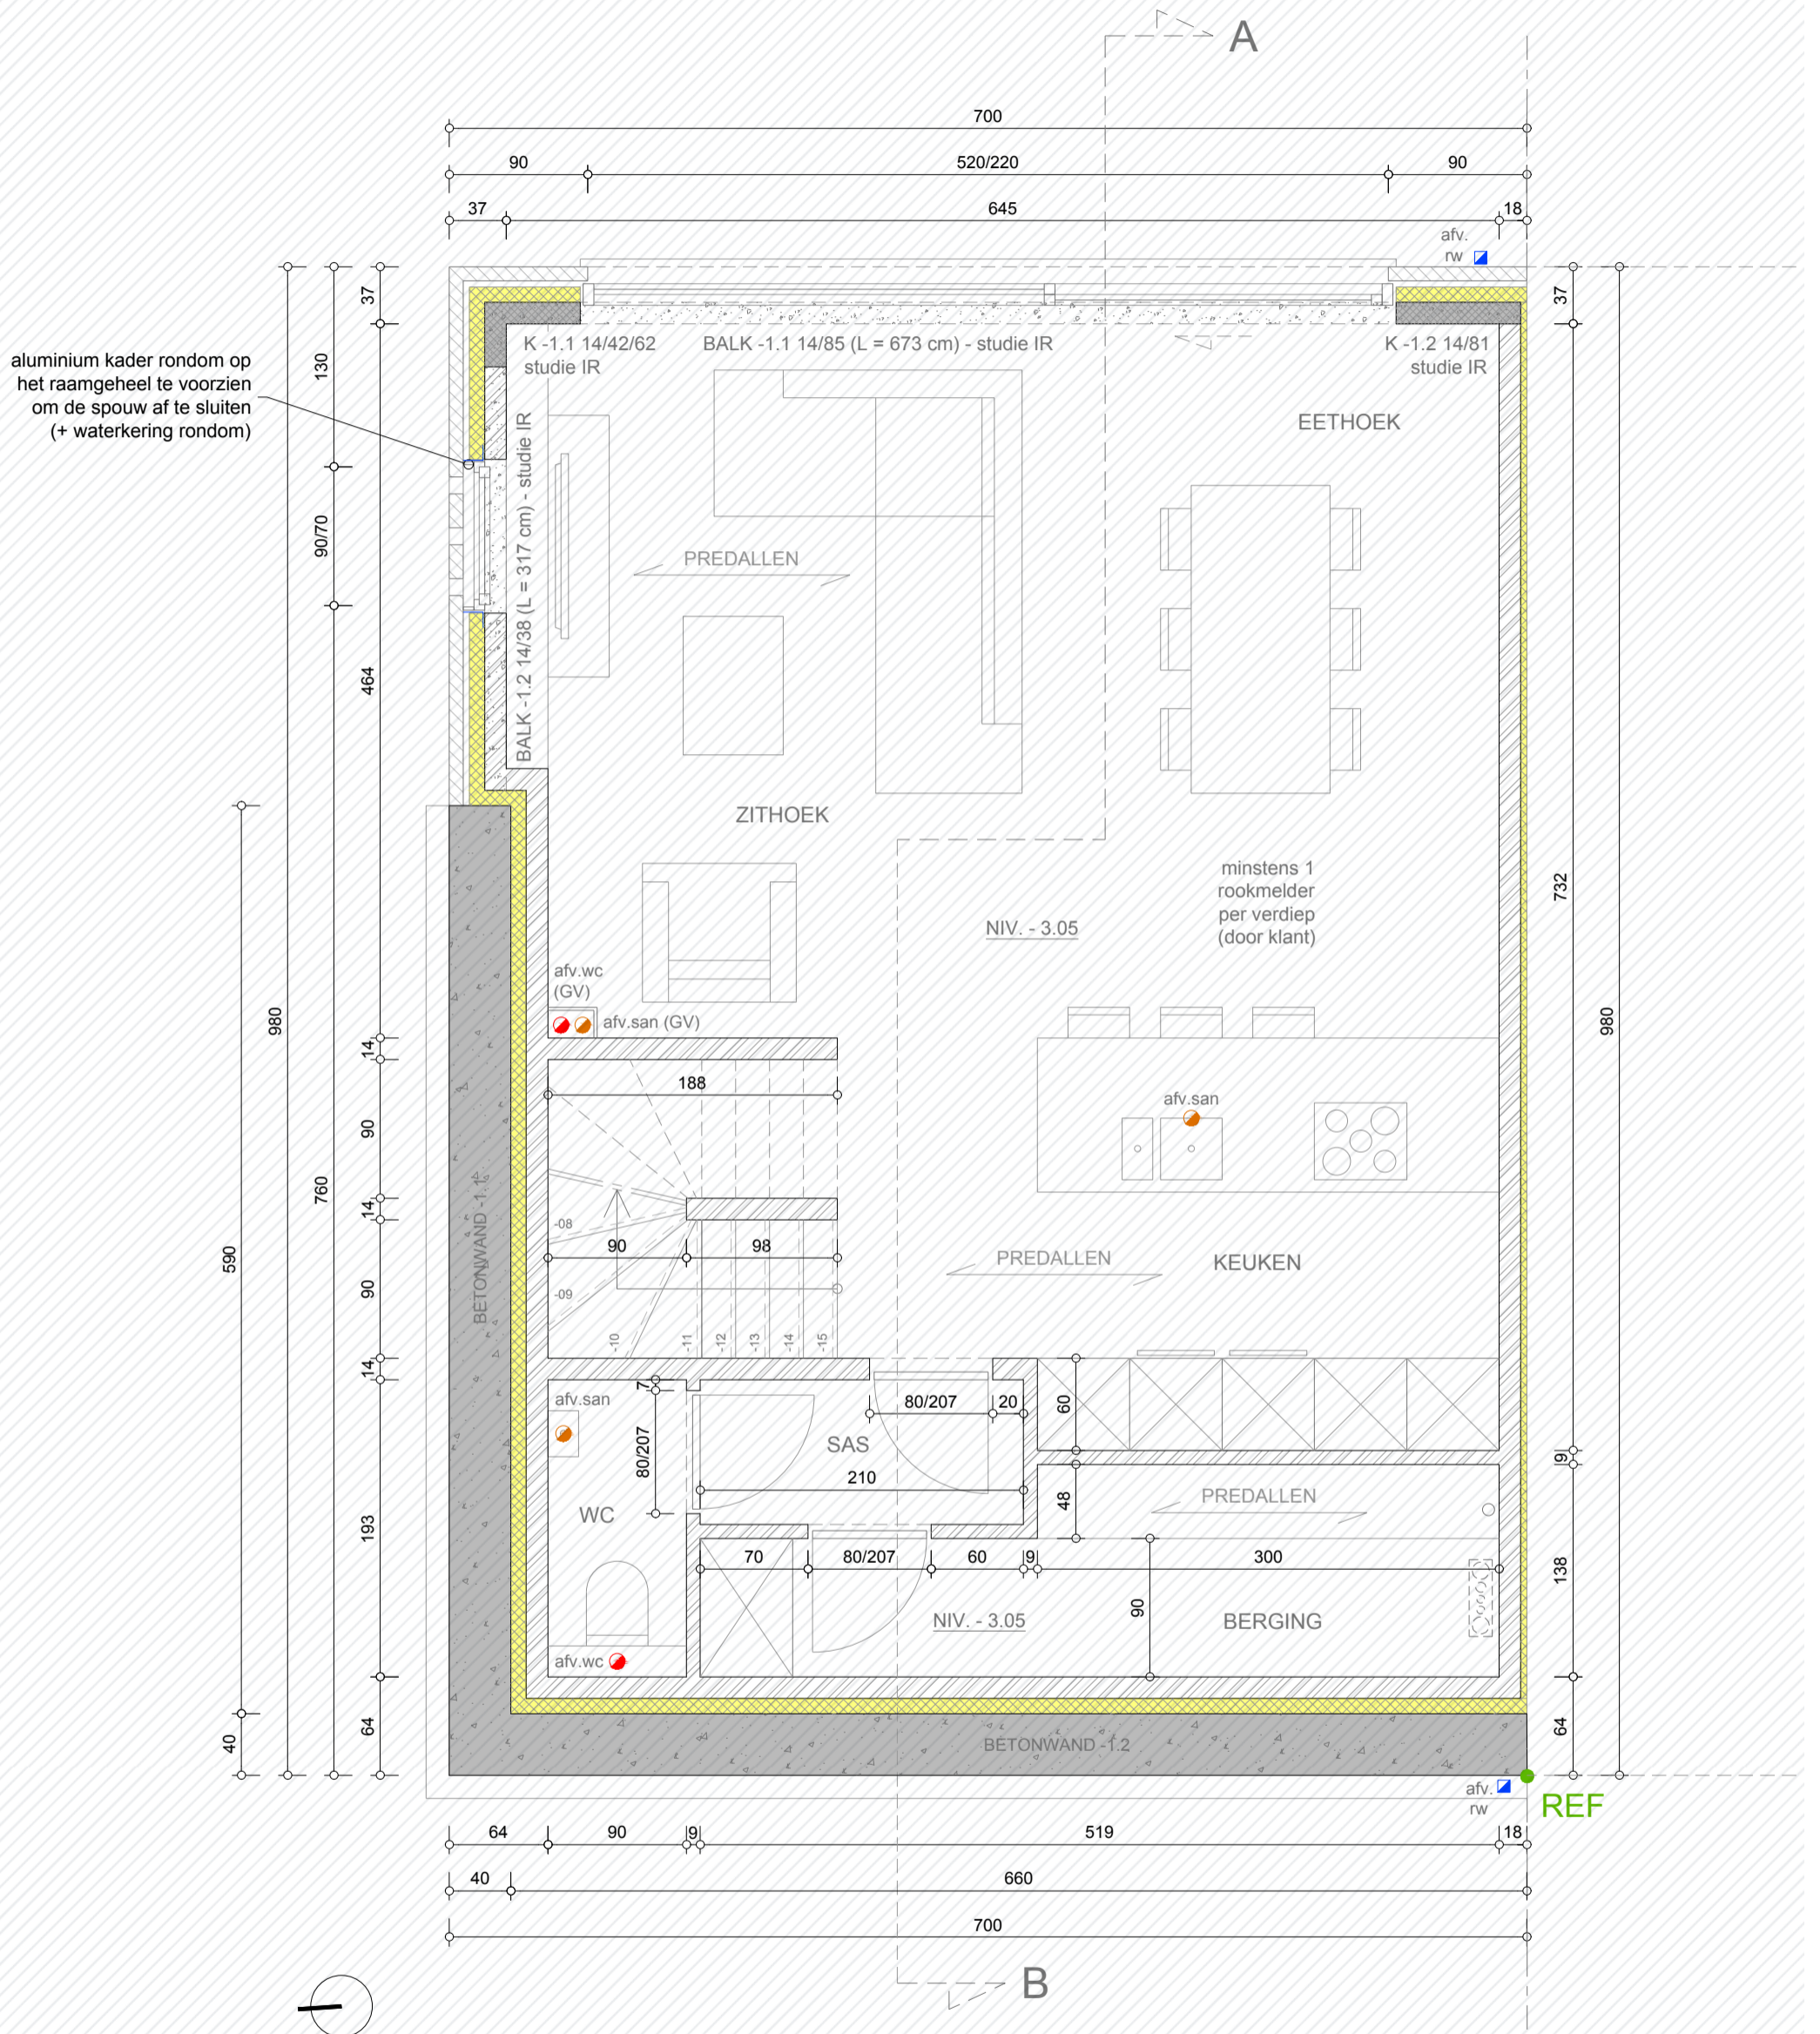 A
700
90
520/220
90
37
645
18
afv.
rw
37
130
90/70
464
980
760
14
90
14
90
14
193
64
590
40
37
732
980
9
138
64
aluminium kader rondom op
het raamgeheel te voorzien
om de spouw af te sluiten
(+ waterkering rondom)
K -1.1 14/42/62
studie IR
BALK -1.1 14/85 (L = 673 cm) - studie IR
K -1.2 14/81
studie IR
BALK -1.2 14/38 (L = 317 cm) - studie IR
EETHOEK
PREDALLEN
ZITHOEK
minstens 1
rookmelder
per verdiep
(door klant)
NIV. - 3.05
afv.wc
(GV)
afv.san (GV)
188
afv.san
BETONWAND -1.1
-08
90
98
-09
-10
-11
-12
-13
-14
-15
PREDALLEN
KEUKEN
afv.san
7
80/207
80/207
20
60
SAS
210
48
PREDALLEN
WC
70
80/207
60
9
300
90
NIV. - 3.05
BERGING
afv.wc
BETONWAND -1.2
afv.
rw
REF
64
90
9
519
18
40
660
700
B